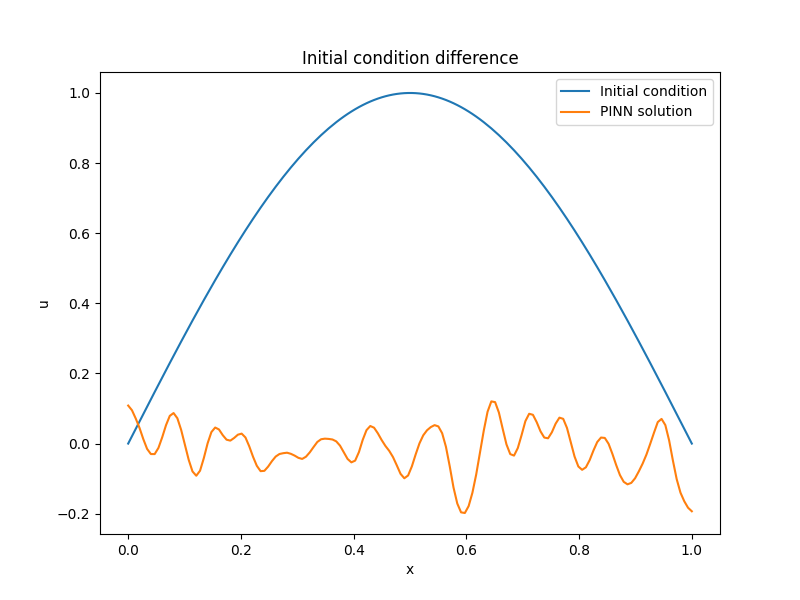 Initial condition difference
Initial condition
PINN solution
1.0
0.8
0.6
0.4
0.2
0.0
−0.2
u
0.0 0.2 0.4 0.6 0.8 1.0
x